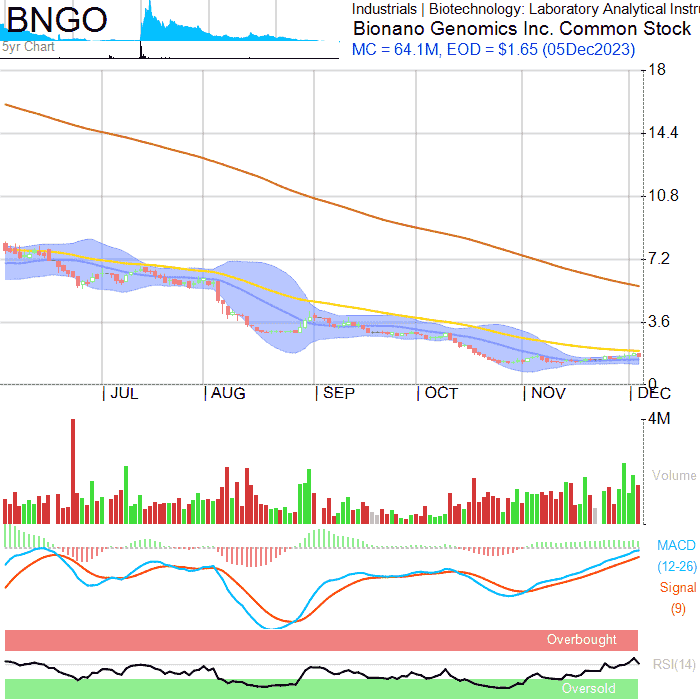 BNGO
5yr Chart
Industrials | Biotechnology: Laboratory Analytical Instru
Bionano Genomics Inc. Common Stock
MC = 64.1M, EOD = $1.65 (05Dec2023)
18
14.4
10.8
7.2
3.6
0
JUL AUG SEP OCT NOV DEC
4M
Volume
MACD
(12-26)
Signal
(9)
Overbought
RSI(14)
Oversold